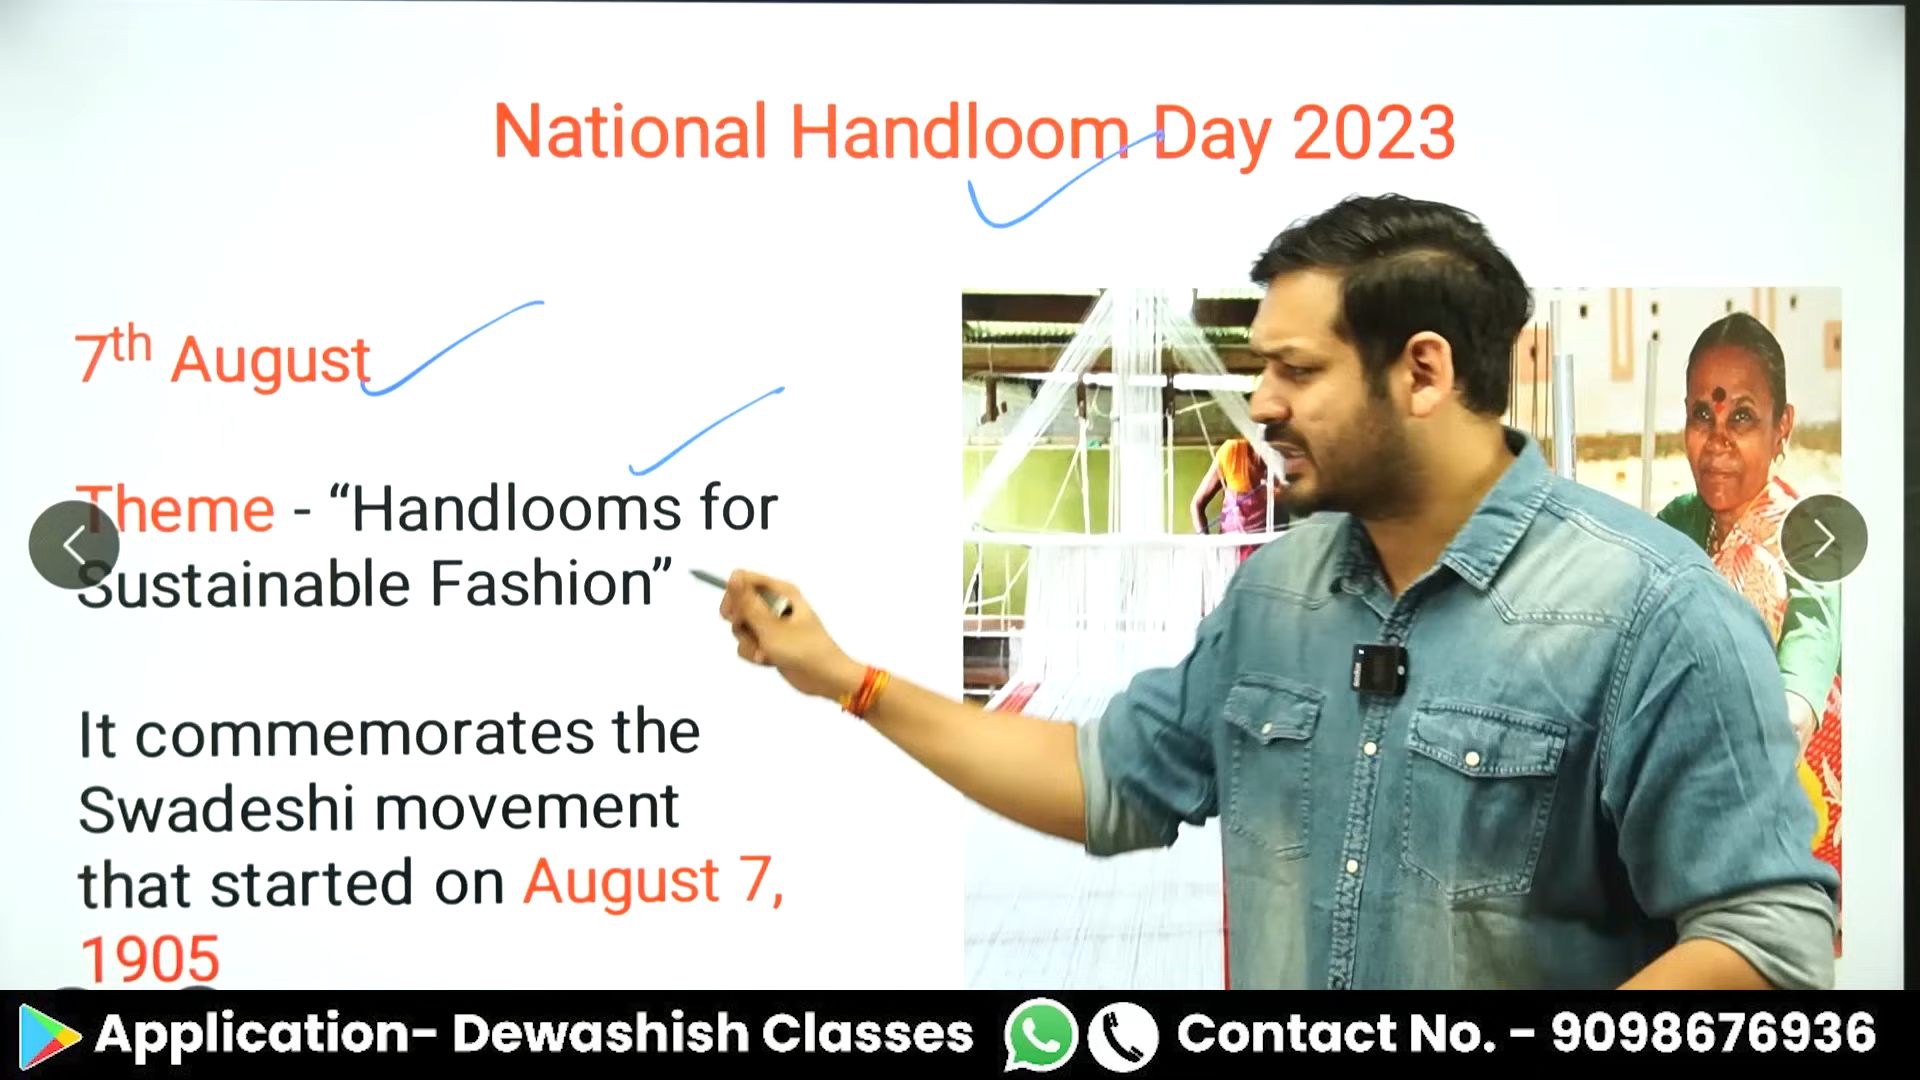 National Handloom Day 2023
7th August
Theme - “Handlooms for
Sustainable Fashion”
It commemorates the
Swadeshi movement
that started on August 7,
1905
Application- Dewashish Classes Contact No. - 9098676936